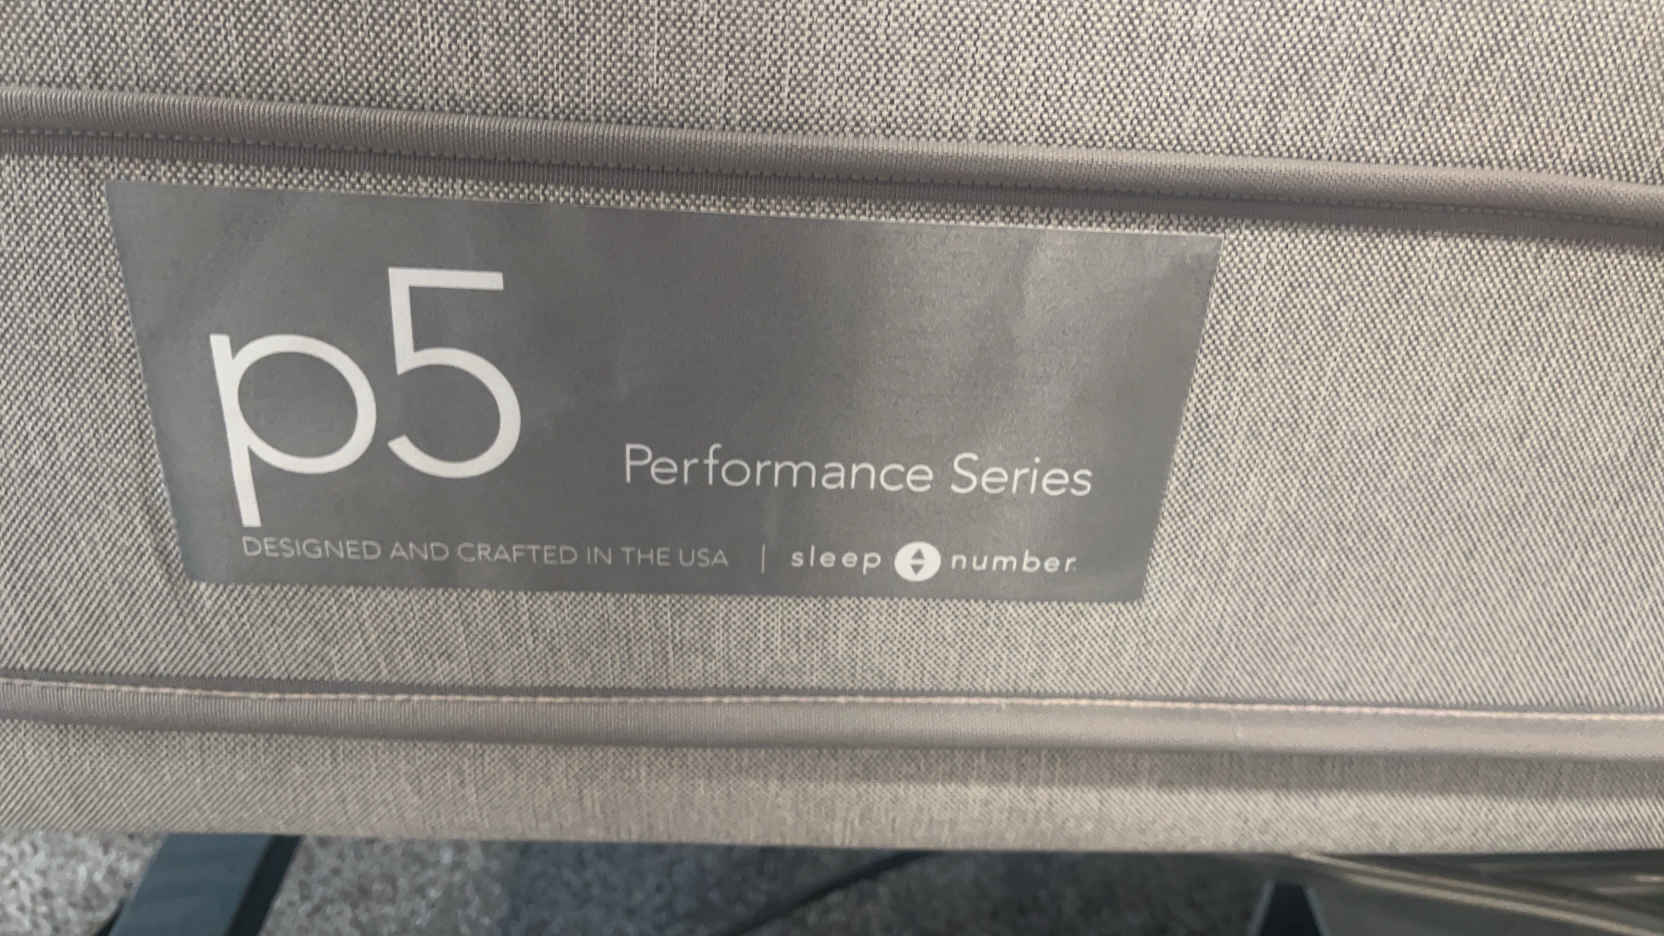 p5
Performance Series
DESIGNED AND CRAFTED IN THE USA | sleep number